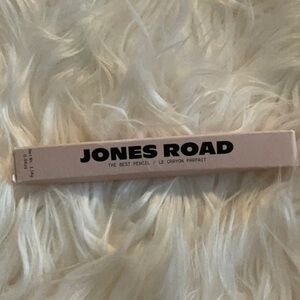 JONES ROAD
THE BEST PENCIL / LE CRAYON PARFAIT